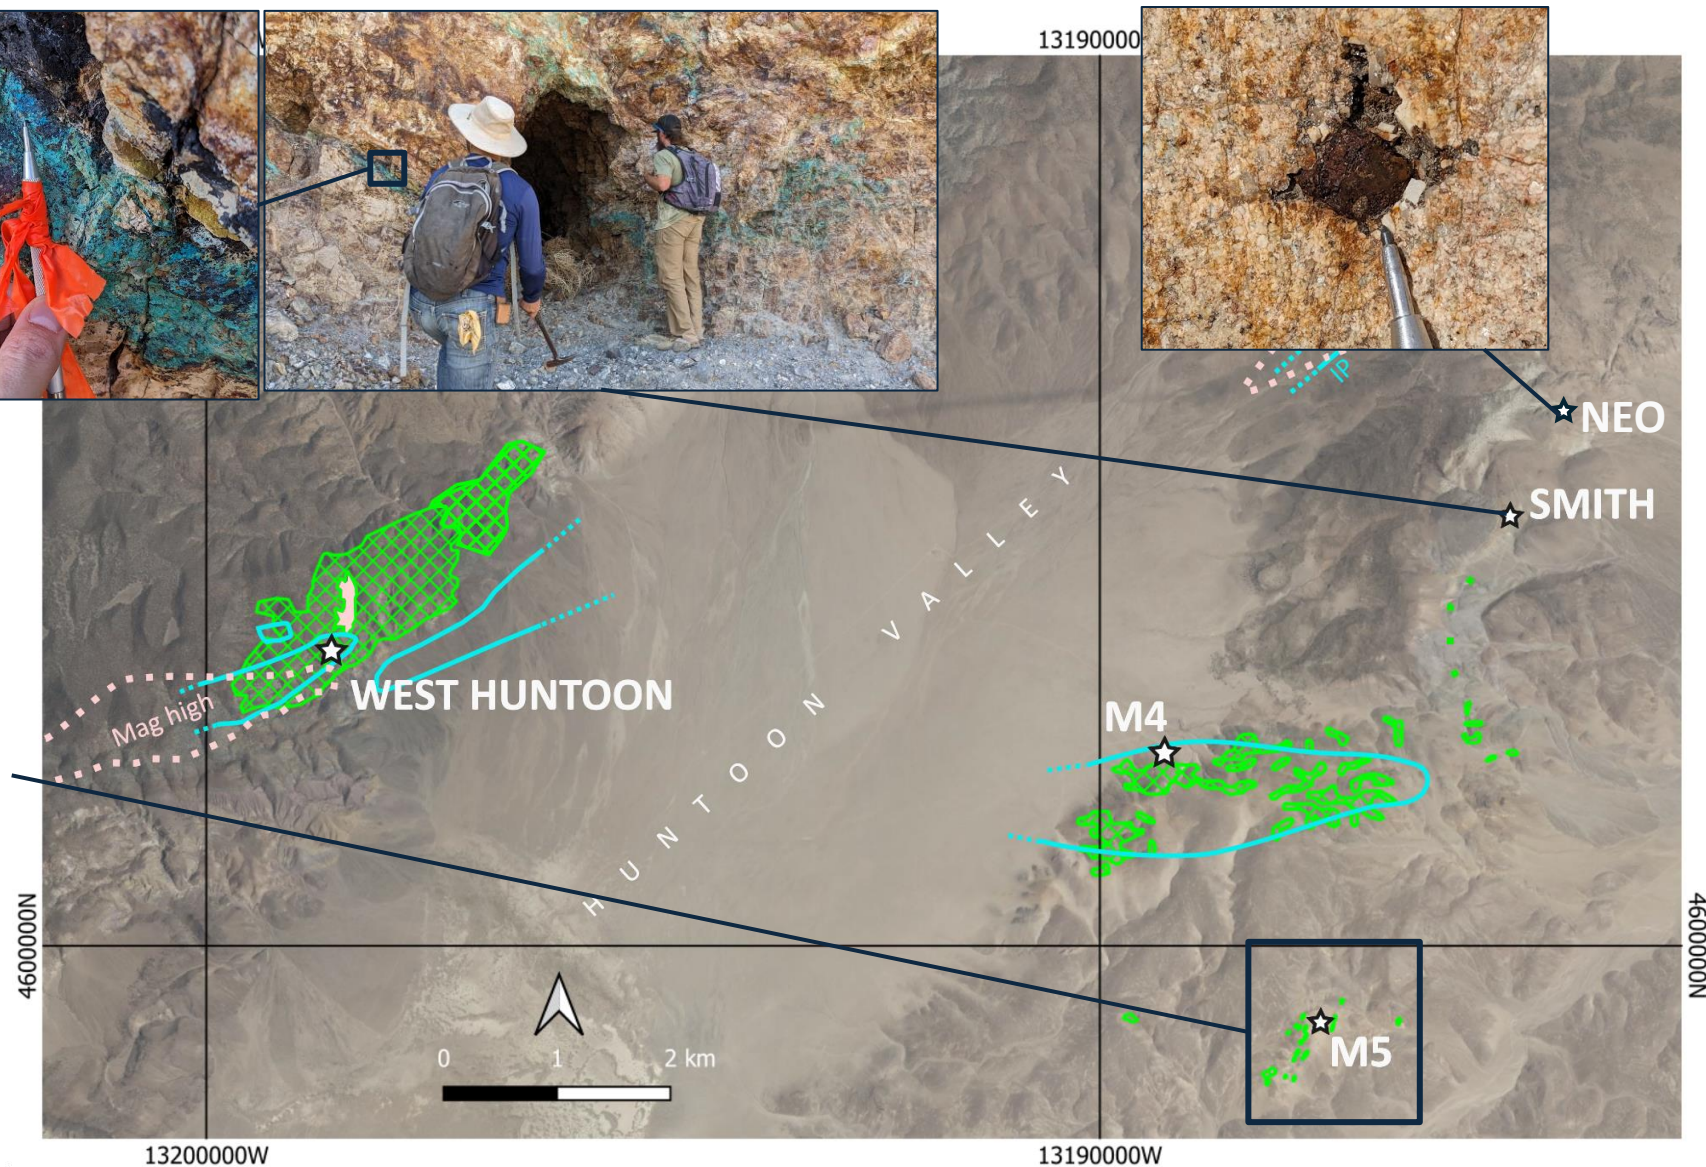 13190000
NEO
IP
SMITH
HUNTOON VALLEY
WEST HUNTOON
Mag high
M4
4600000N
4600000N
0 1 2 km
M5
13200000W
13190000W